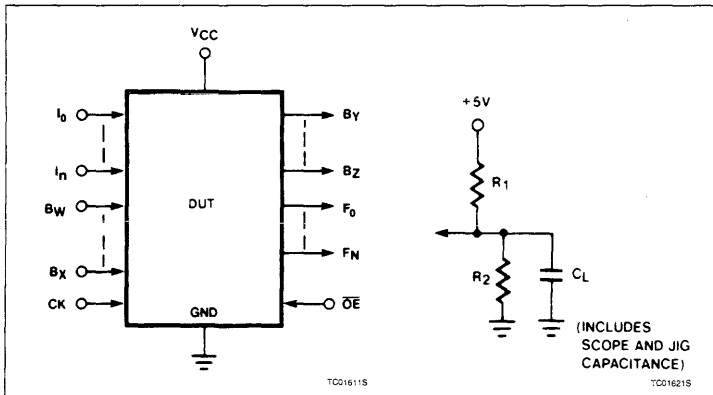 VCC
I0
In
BW
BX
CK
DUT
GND
BY
BZ
F0
FN
OE
TC01611S
+5V
R1
R2
CL
(INCLUDES
SCOPE AND JIG
CAPACITANCE)
TC01621S